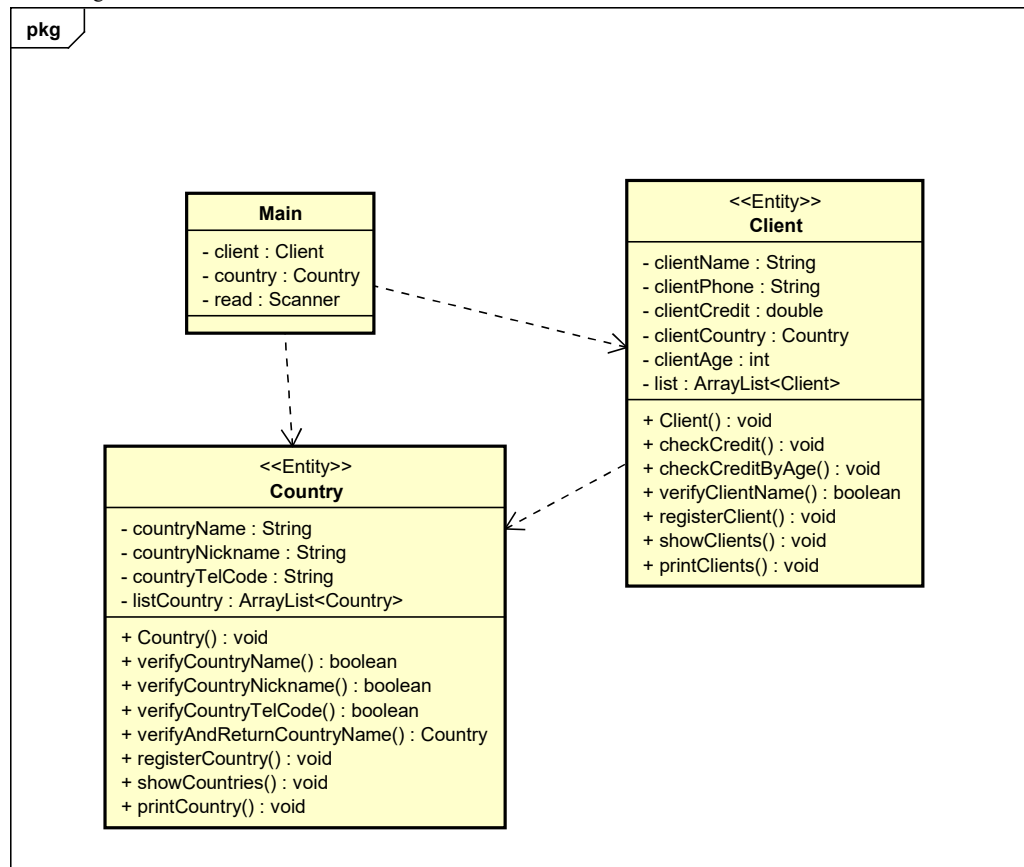 pkg
Main
- client : Client
- country : Country
- read : Scanner
<<Entity>>
Client
- clientName : String
- clientPhone : String
- clientCredit : double
- clientCountry : Country
- clientAge : int
- list : ArrayList<Client>
+ Client() : void
+ checkCredit() : void
+ checkCreditByAge() : void
+ verifyClientName() : boolean
+ registerClient() : void
+ showClients() : void
+ printClients() : void
<<Entity>>
Country
- countryName : String
- countryNickname : String
- countryTelCode : String
- listCountry : ArrayList<Country>
+ Country() : void
+ verifyCountryName() : boolean
+ verifyCountryNickname() : boolean
+ verifyCountryTelCode() : boolean
+ verifyAndReturnCountryName() : Country
+ registerCountry() : void
+ showCountries() : void
+ printCountry() : void